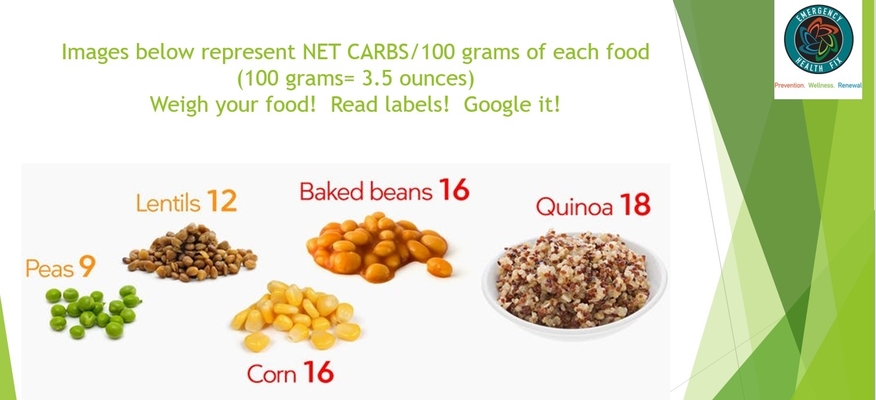 Images below represent NET CARBS/100 grams of each food
(100 grams= 3.5 ounces)
Weigh your food!  Read labels!  Google it!
EMERGENCY
HEALTH FIX
Prevention. Wellness. Renewal
Lentils 12
Baked beans 16
Quinoa 18
Peas 9
Corn 16